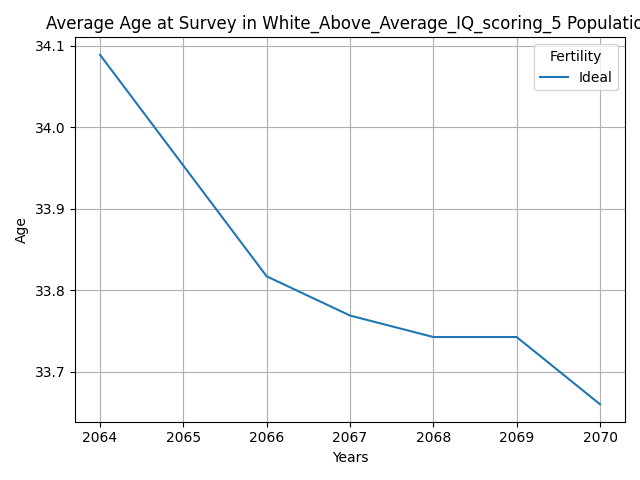 Average Age at Survey in White_Above_Average_IQ_scoring_5 Populatio
34.1
34.0
33.9
33.8
33.7
Age
Fertility
Ideal
2064 2065 2066 2067 2068 2069 2070
Years